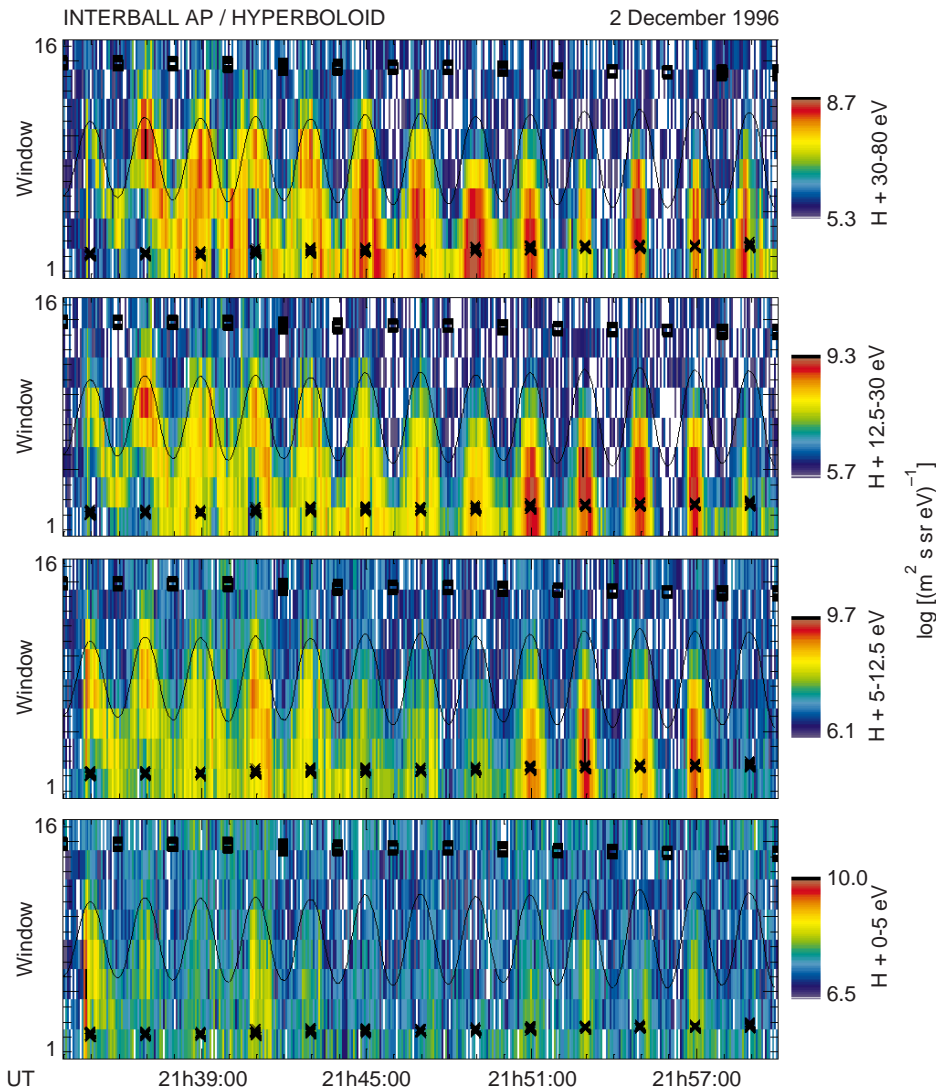 INTERBALL AP / HYPERBOLOID 2 December 1996
16
Window
1
8.7
5.3
H + 30-80 eV
16
Window
1
9.3
5.7
H + 12.5-30 eV
log [(m² s sr eV)⁻¹
16
Window
1
9.7
6.1
H + 5-12.5 eV
16
Window
1
10.0
6.5
H + 0-5 eV
UT 21h39:00 21h45:00 21h51:00 21h57:00